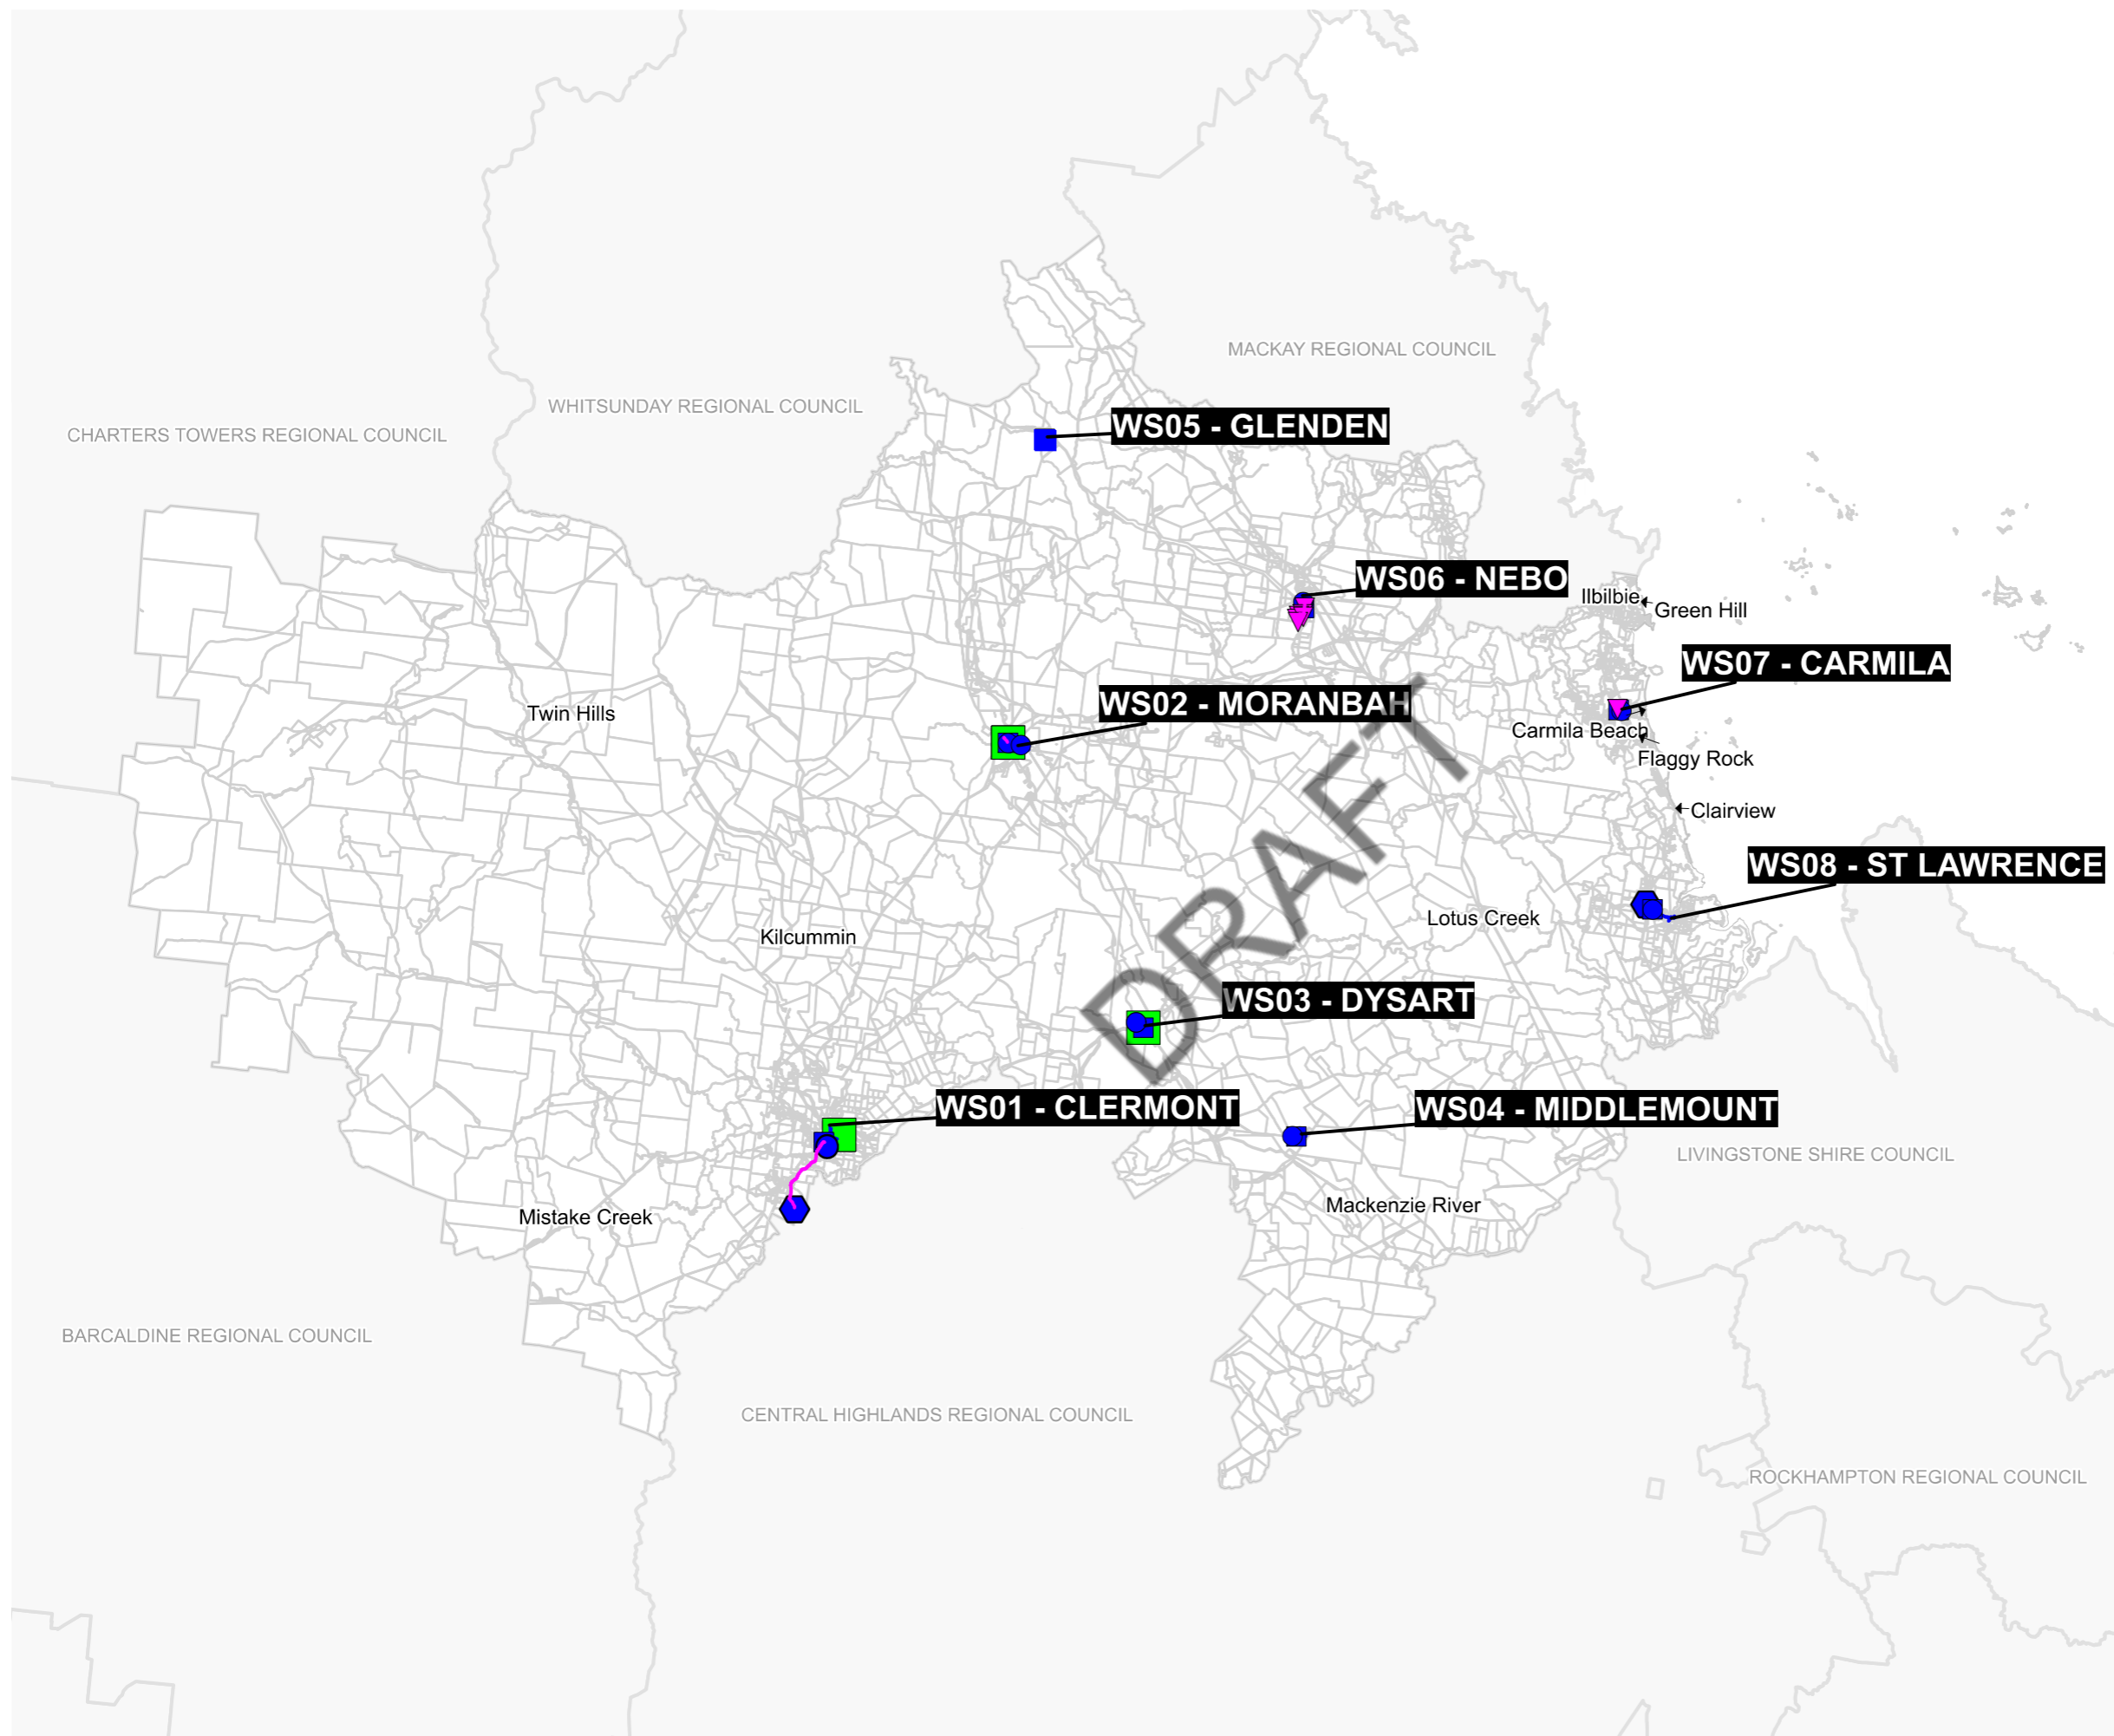 MACKAY REGIONAL COUNCIL
WHITSUNDAY REGIONAL COUNCIL
CHARTERS TOWERS REGIONAL COUNCIL
WS05 - GLENDEN
WS06 - NEBO
Ilbilbie
Green Hill
WS07 - CARMILA
WS02 - MORANBAH
Twin Hills
Carmila Beach
Flaggy Rock
Clairview
WS08 - ST LAWRENCE
DRAFT
Lotus Creek
Kilcummin
WS03 - DYSART
WS01 - CLERMONT
WS04 - MIDDLEMOUNT
LIVINGSTONE SHIRE COUNCIL
Mackenzie River
Mistake Creek
BARCALDINE REGIONAL COUNCIL
CENTRAL HIGHLANDS REGIONAL COUNCIL
ROCKHAMPTON REGIONAL COUNCIL